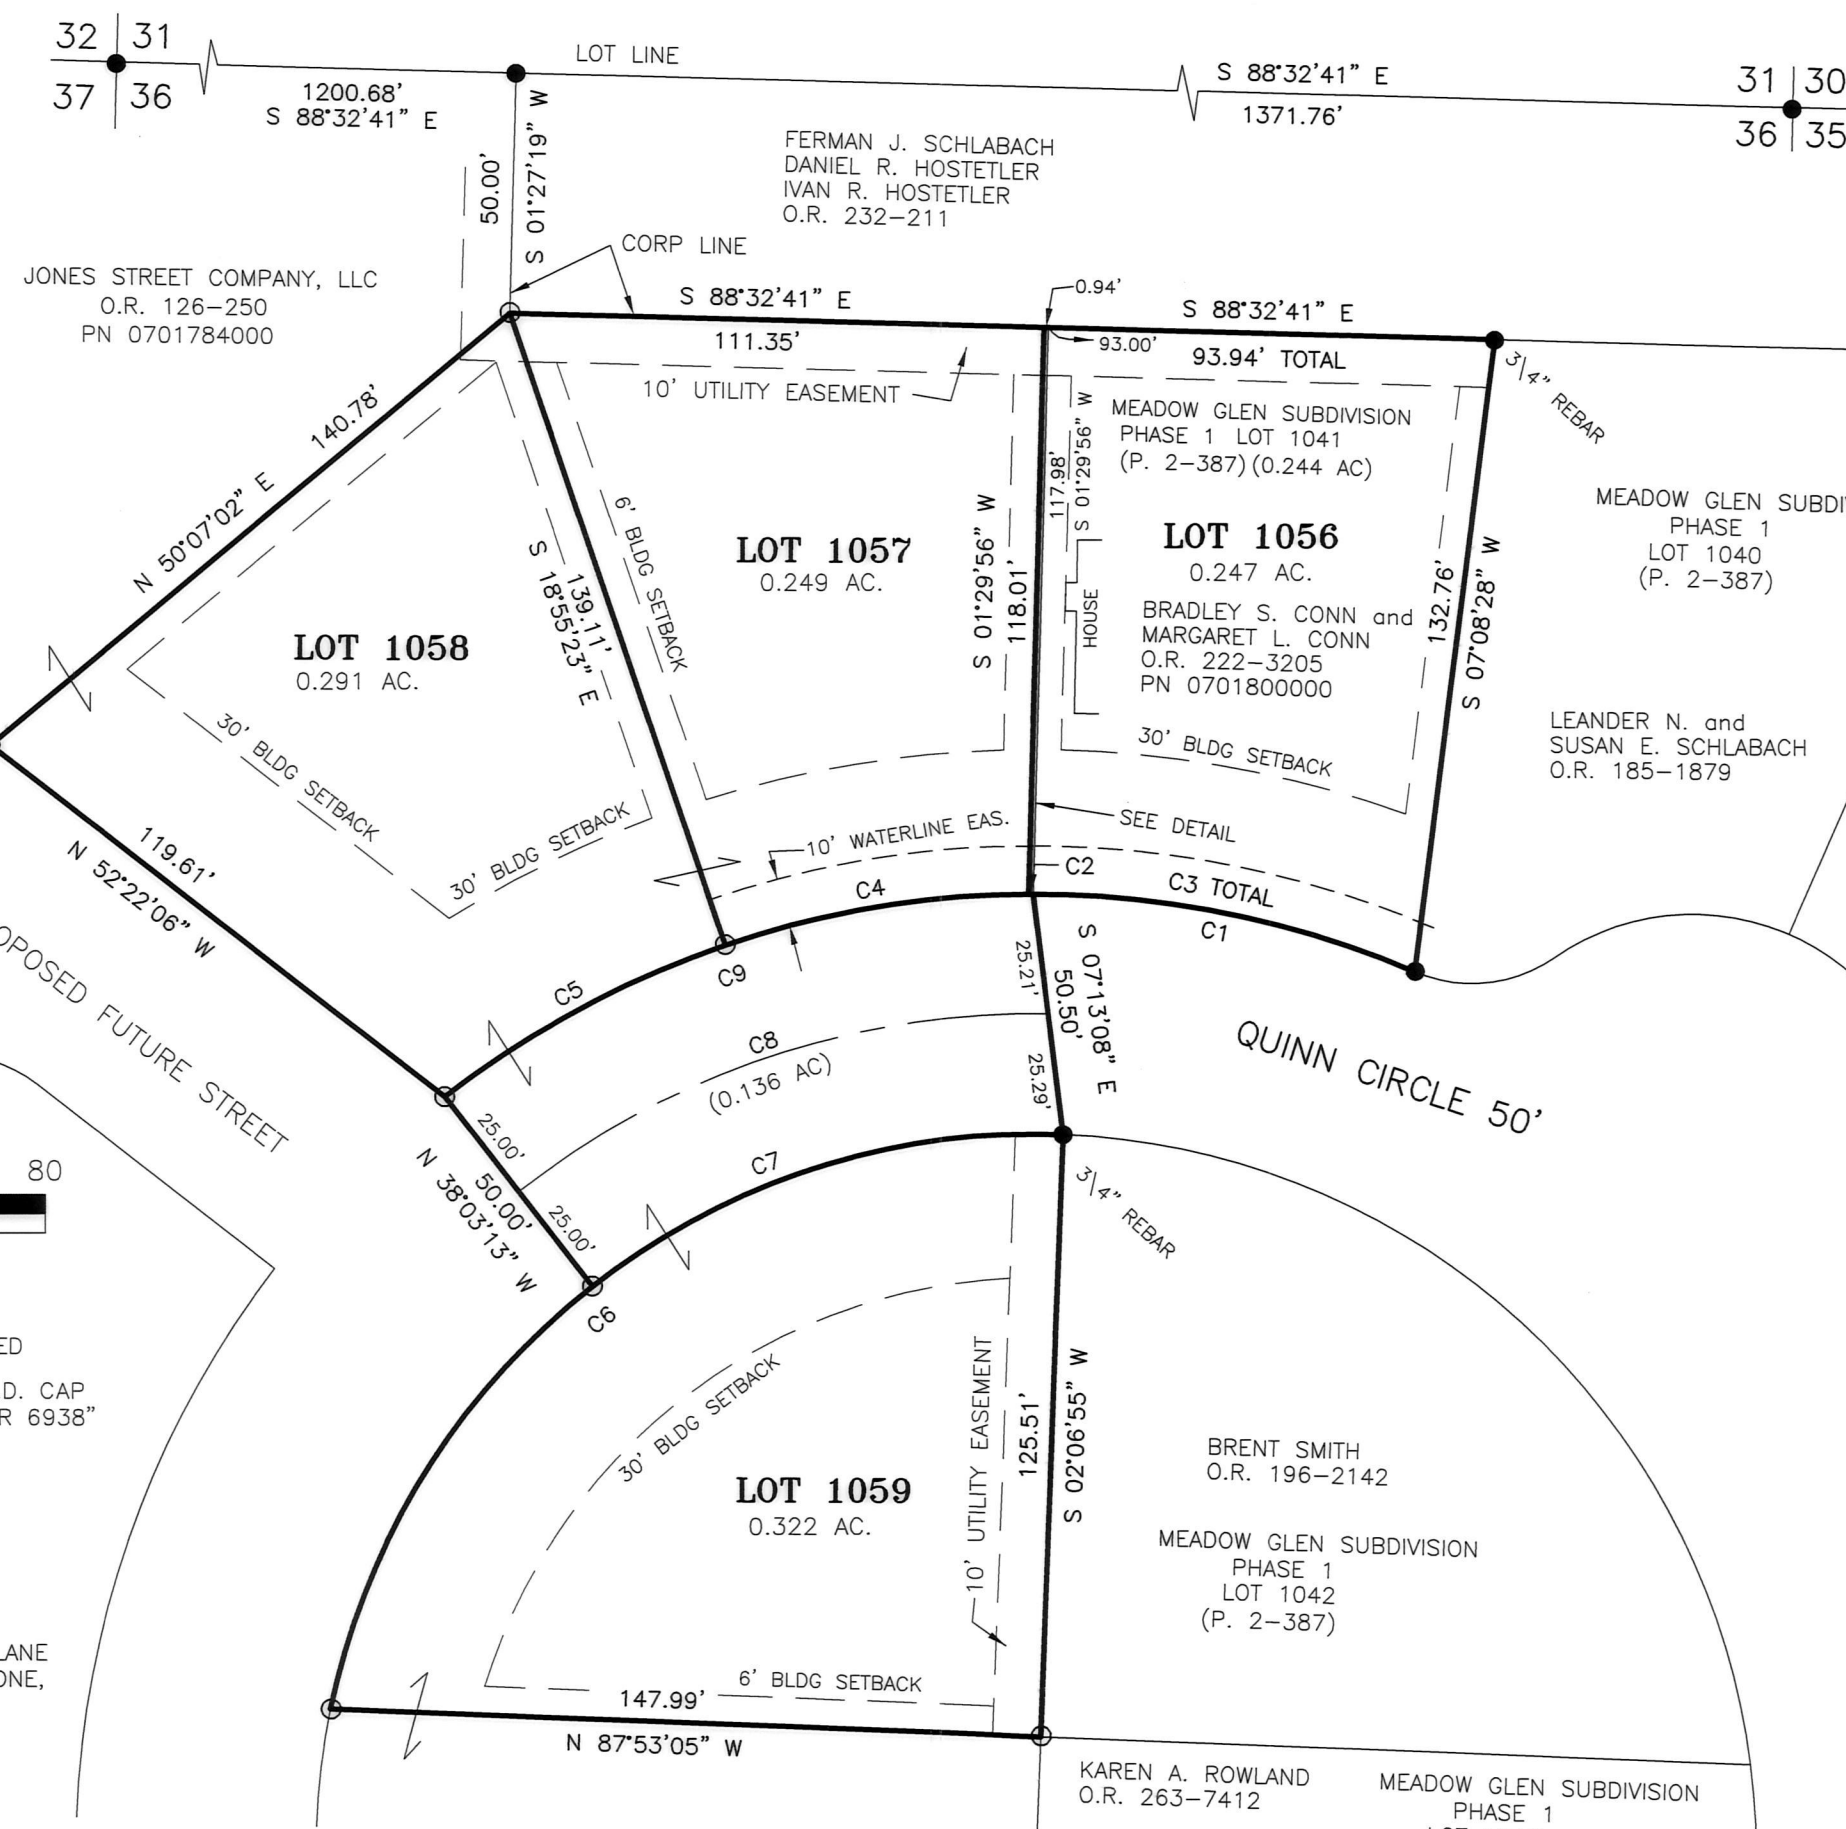 32 31
37 36
1200.68'
S 88°32'41" E
LOT LINE
S 88°32'41" E
1371.76'
31 30
36 35
50.00'
S 01°27'19" W
FERMAN J. SCHLABACH
DANIEL R. HOSTETLER
IVAN R. HOSTETLER
O.R. 232-211
CORP LINE
JONES STREET COMPANY, LLC
O.R. 126-250
PN 0701784000
S 88°32'41" E
111.35'
0.94'
93.00'
S 88°32'41" E
93.94' TOTAL
3/4" REBAR
10' UTILITY EASEMENT
140.78'
N 50°07'02" E
6' BLDG SETBACK
139.11'
S 18°55'23" E
LOT 1057
0.249 AC.
S 01°29'56" W
118.01'
117.98'
S 01°29'56" W
HOUSE
MEADOW GLEN SUBDIVISION
PHASE 1 LOT 1041
(P. 2-387)(0.244 AC)
LOT 1056
0.247 AC.
BRADLEY S. CONN and
MARGARET L. CONN
O.R. 222-3205
PN 0701800000
132.76'
S 07°08'28" W
MEADOW GLEN SUBDI
PHASE 1
LOT 1040
(P. 2-387)
LEANDER N. and
SUSAN E. SCHLABACH
O.R. 185-1879
LOT 1058
0.291 AC.
30' BLDG SETBACK
30' BLDG SETBACK
30' BLDG SETBACK
10' WATERLINE EAS.
SEE DETAIL
C2
C3 TOTAL
C4
C1
119.61'
N 52°22'06" W
OPOSED FUTURE STREET
C9
C5
C8
(0.136 AC)
25.21'
S 07°13'08" E
50.50'
25.29'
QUINN CIRCLE 50'
25.00'
50.00'
25.00'
N 38°03'13" W
80
C7
3/4" REBAR
C6
ED
D. CAP
R 6938"
30' BLDG SETBACK
10' UTILITY EASEMENT
125.51'
S 02°06'55" W
LOT 1059
0.322 AC.
BRENT SMITH
O.R. 196-2142
MEADOW GLEN SUBDIVISION
PHASE 1
LOT 1042
(P. 2-387)
LANE
ONE,
6' BLDG SETBACK
147.99'
N 87°53'05" W
KAREN A. ROWLAND
O.R. 263-7412
MEADOW GLEN SUBDIVISION
PHASE 1